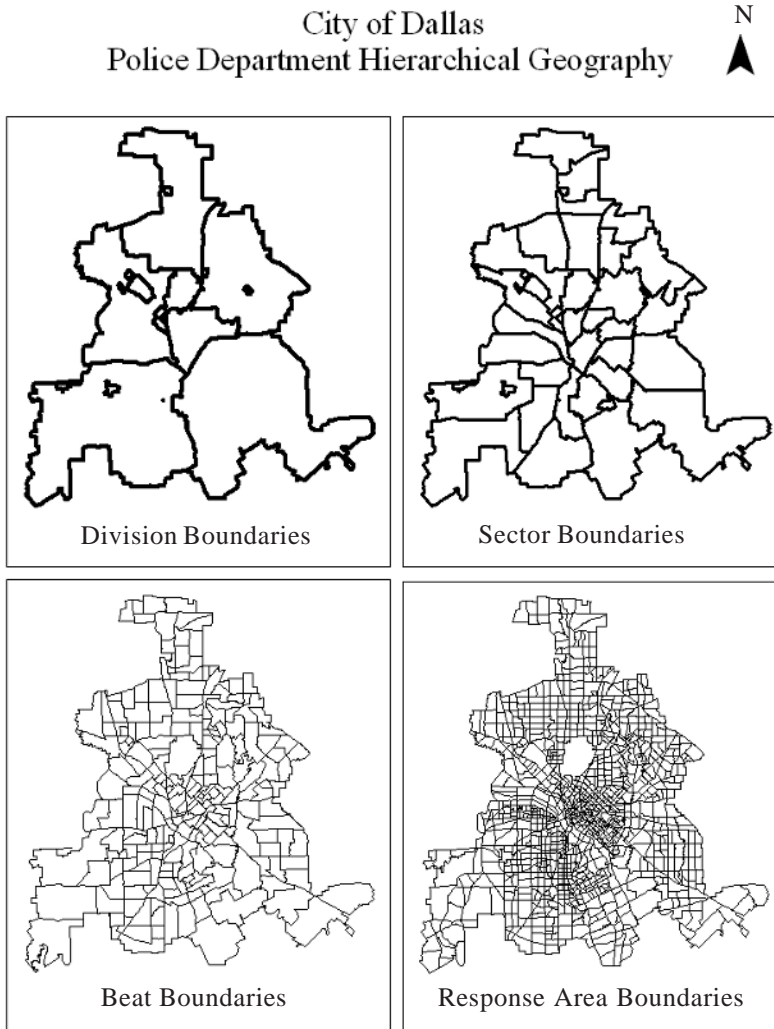 City of Dallas
Police Department Hierarchical Geography
N
Division Boundaries
Sector Boundaries
Beat Boundaries
Response Area Boundaries